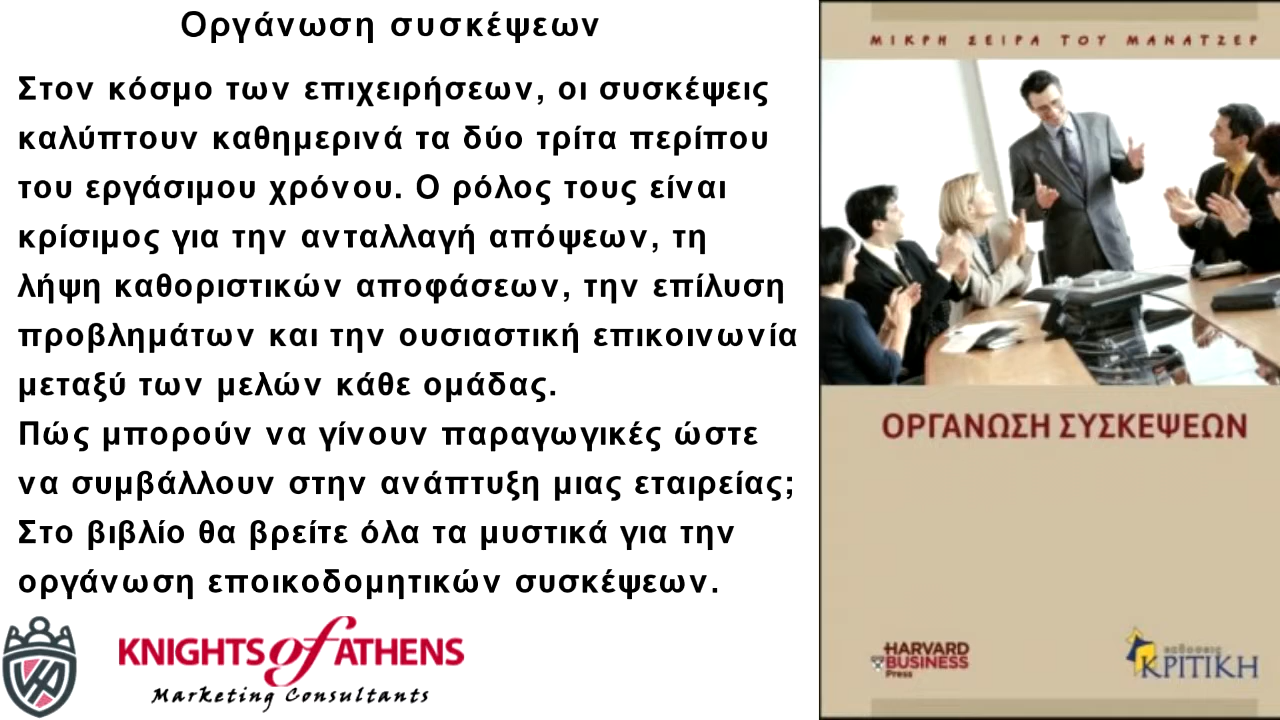 Οργάνωση συσκέψεων
Στον κόσμο των επιχειρήσεων, οι συσκέψεις
καλύπτουν καθημερινά τα δύο τρίτα περίπου
του εργάσιμου χρόνου. Ο ρόλος τους είναι
κρίσιμος για την ανταλλαγή απόψεων, τη
λήψη καθοριστικών αποφάσεων, την επίλυση
προβλημάτων και την ουσιαστική επικοινωνία
μεταξύ των μελών κάθε ομάδας.
Πώς μπορούν να γίνουν παραγωγικές ώστε
να συμβάλλουν στην ανάπτυξη μιας εταιρείας;
Στο βιβλίο θα βρείτε όλα τα μυστικά για την
οργάνωση εποικοδομητικών συσκέψεων.
KNIGHTS of ATHENS
Marketing Consultants
ΜΙΚΡΗ ΣΕΙΡΑ ΤΟΥ ΜΑΝΑΤΖΕΡ
ΟΡΓΑΝΩΣΗ ΣΥΣΚΕΨΕΩΝ
HARVARD
BUSINESS
Press
εκδοσεις
ΚΡΙΤΙΚΗ